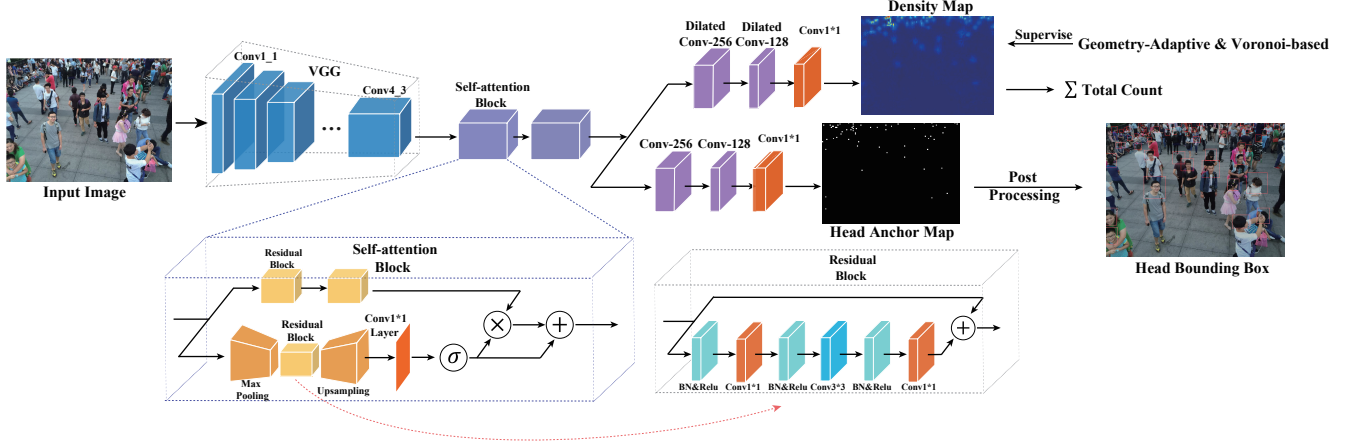 Input Image
Conv1_1
VGG
Conv4_3
...
Self-attention
Block
Dilated
Conv-256
Dilated
Conv-128
Conv1*1
Density Map
Supervise
Geometry-Adaptive & Voronoi-based
∑ Total Count
Conv-256
Conv-128
Conv1*1
Head Anchor Map
Post
Processing
Head Bounding Box
Self-attention
Block
Residual
Block
Max
Pooling
Residual
Block
Upsampling
Conv1*1
Layer
σ
×
+
Residual
Block
BN&Relu
Conv1*1
BN&Relu
Conv3*3
BN&Relu
Conv1*1
+